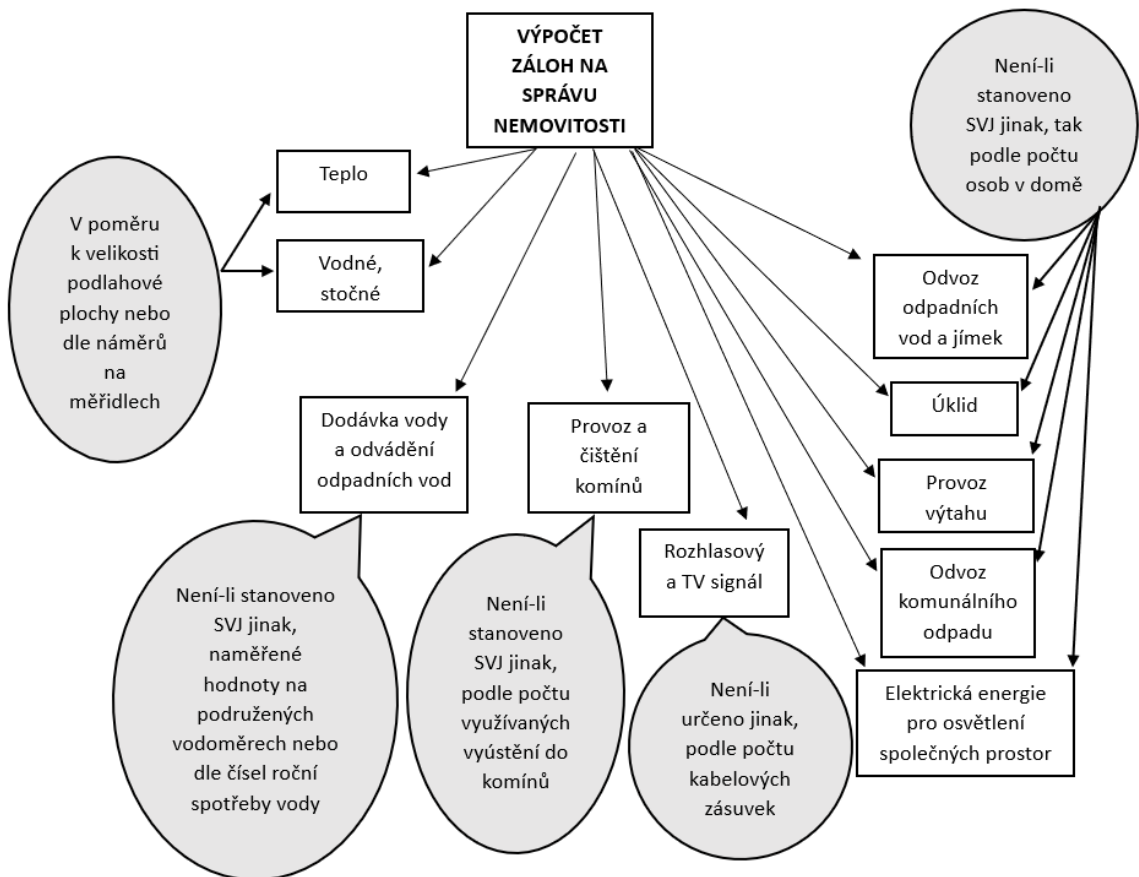 VÝPOČET
ZÁLOH NA
SPRÁVU
NEMOVITOSTI
Není-li
stanoveno
SVJ jinak, tak
podle počtu
osob v domě
Teplo
V poměru
k velikosti
podlahové
plochy nebo
dle náměrů
na
měřidlech
Vodné,
stočné
Odvoz
odpadních
vod a jímek
Úklid
Dodávka vody
a odvádění
odpadních vod
Provoz a
čištění
komínů
Provoz
výtahu
Rozhlasový
a TV signál
Odvoz
komunálního
odpadu
Není-li stanoveno
SVJ jinak,
naměřené
hodnoty na
podružených
vodoměrech nebo
dle čísel roční
spotřeby vody
Není-li
stanoveno
SVJ jinak,
podle počtu
využívaných
vyústění do
komínů
Není-li
určeno jinak,
podle počtu
kabelových
zásuvek
Elektrická energie
pro osvětlení
společných prostor